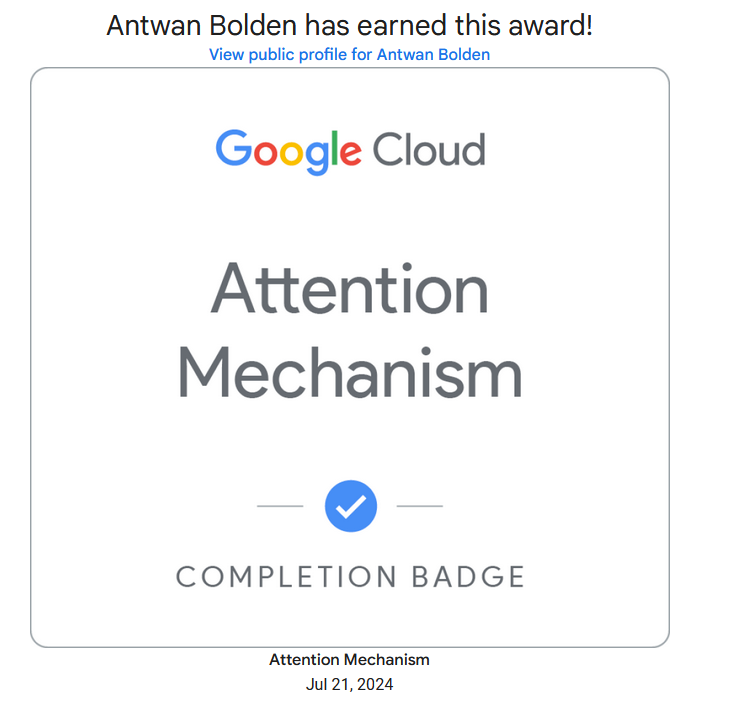 Antwan Bolden has earned this award!
View public profile for Antwan Bolden
Google Cloud
Attention
Mechanism
COMPLETION BADGE
Attention Mechanism
Jul 21, 2024